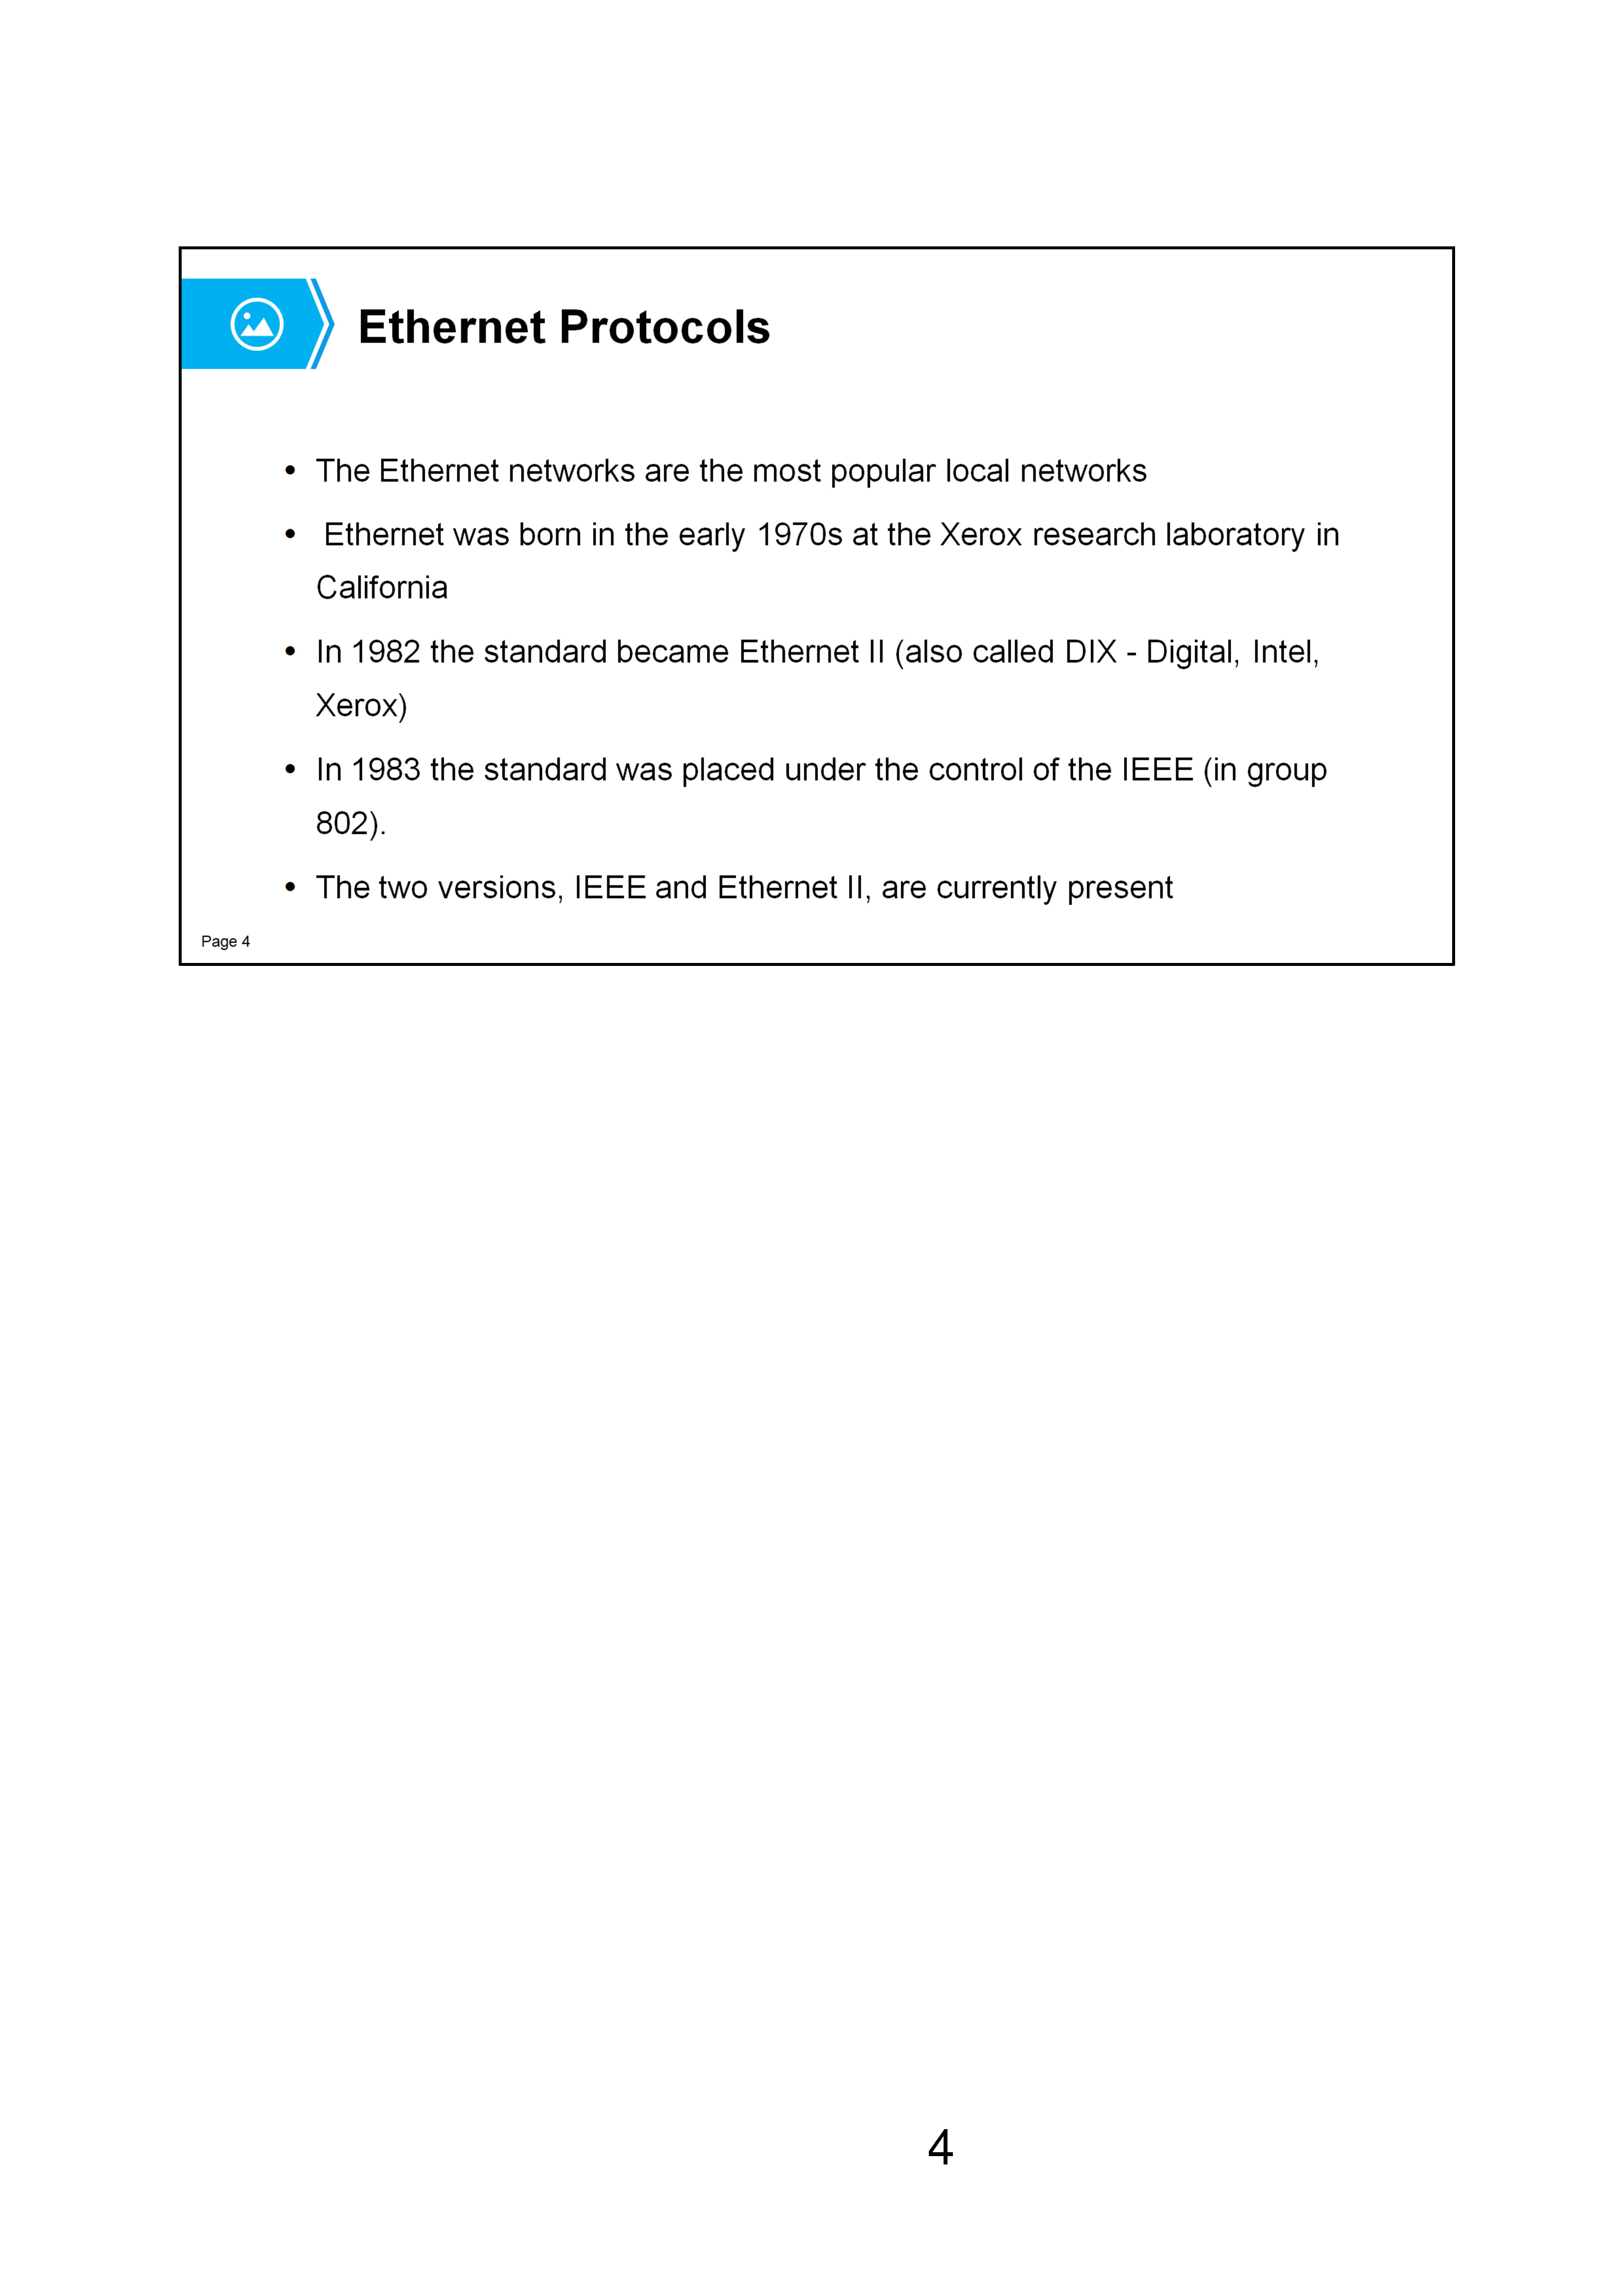 Ethernet Protocols
• The Ethernet networks are the most popular local networks
• Ethernet was born in the early 1970s at the Xerox research laboratory in
California
• In 1982 the standard became Ethernet II (also called DIX - Digital, Intel,
Xerox)
• In 1983 the standard was placed under the control of the IEEE (in group
802).
• The two versions, IEEE and Ethernet II, are currently present
Page 4
4